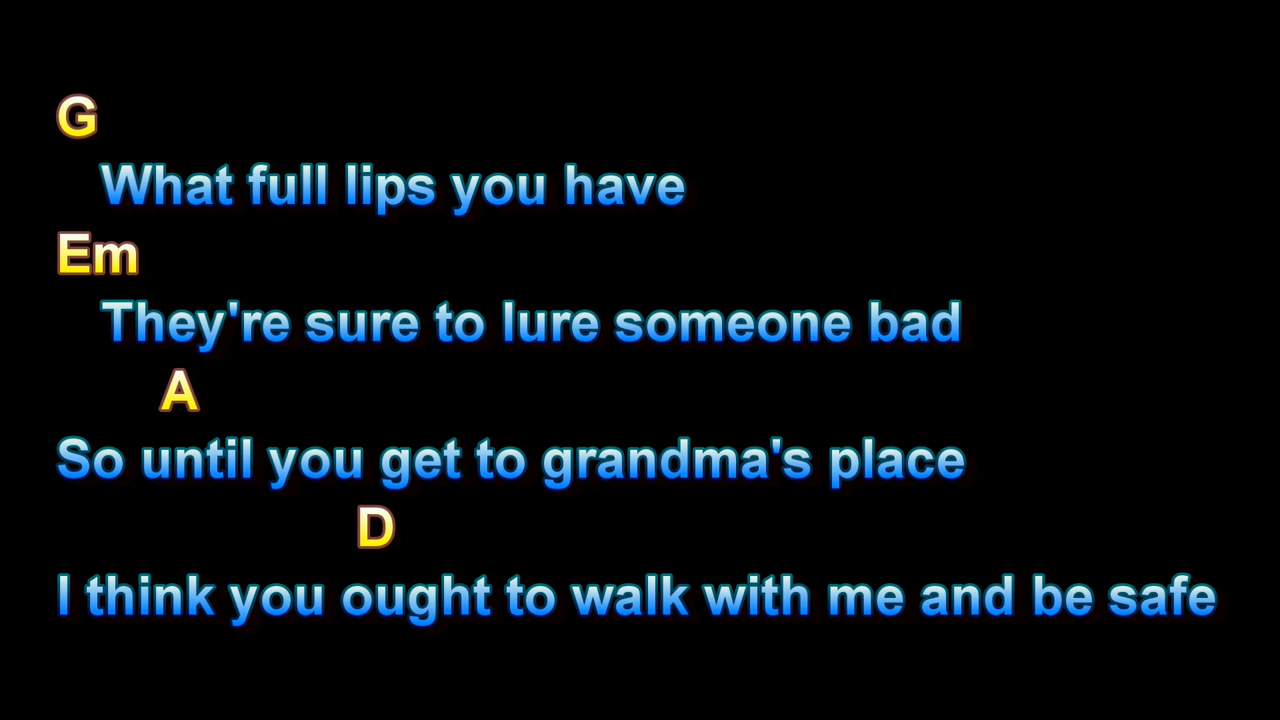 G
What full lips you have
Em
They're sure to lure someone bad
A
So until you get to grandma's place
D
I think you ought to walk with me and be safe